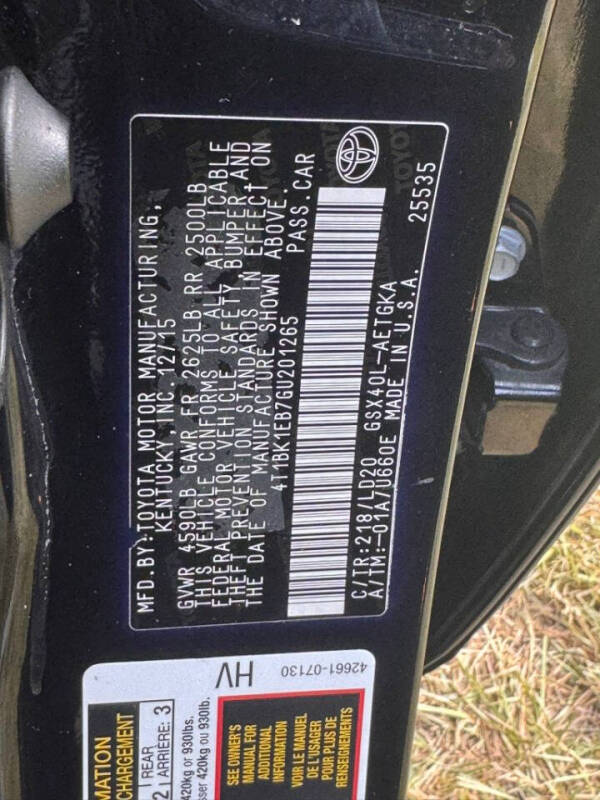 MFD.BY:TOYOTA MOTOR MANUFACTURING,
KENTUCKY, INC. 12/15
GVWR 4590LB GAWR FR 2625LB RR 2500LB
THIS VEHICLE CONFORMS TO ALL APPLICABLE
FEDERAL MOTOR VEHICLE SAFETY BUMPER, AND
THEFT PREVENTION STANDARDS IN EFFECT ON
THE DATE OF MANUFACTURE SHOWN ABOVE.
4T1BK1EB7GU201265 PASS.CAR
C/TR:218/LD20 GSX40L-AETGKA
A/TM:-01A/U660E MADE IN U.S.A. 25535
TOYOTA
HV
42661-07130
MATION
CHARGEMENT
2 REAR
ARRIÈRE: 3
420kg or 930lbs.
sser 420kg ou 930lb.
SEE OWNER'S
MANUAL FOR
ADDITIONAL
INFORMATION
VOIR LE MANUEL
DE L'USAGER
POUR PLUS DE
RENSEIGNEMENTS